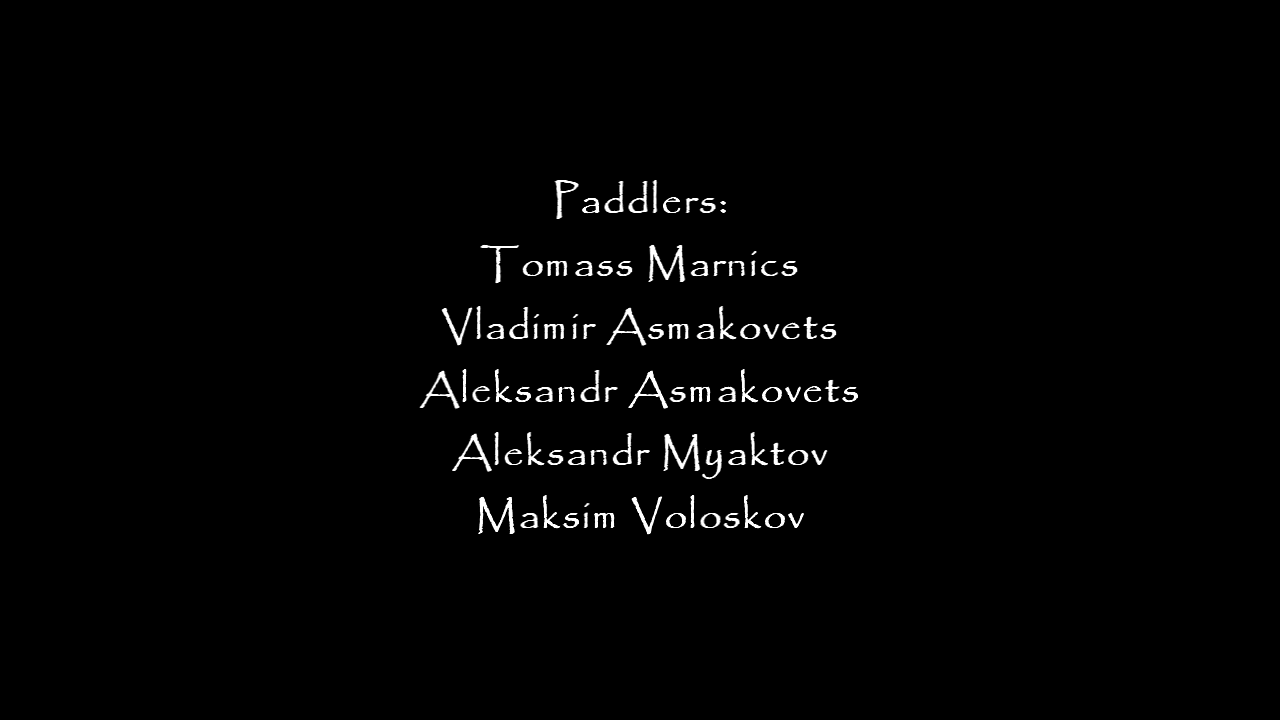 Paddlers:
Tomass Marnics
Vladimir Asmakovets
Aleksandr Asmakovets
Aleksandr Myaktov
Maksim Voloskov